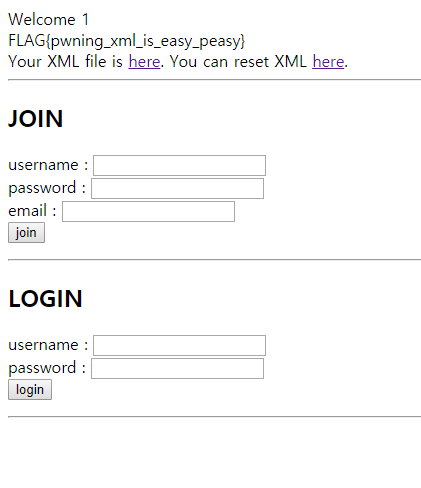 Welcome 1
FLAG{pwning_xml_is_easy_peasy}
Your XML file is here. You can reset XML here.
JOIN
username :
password :
email :
join
LOGIN
username :
password :
login